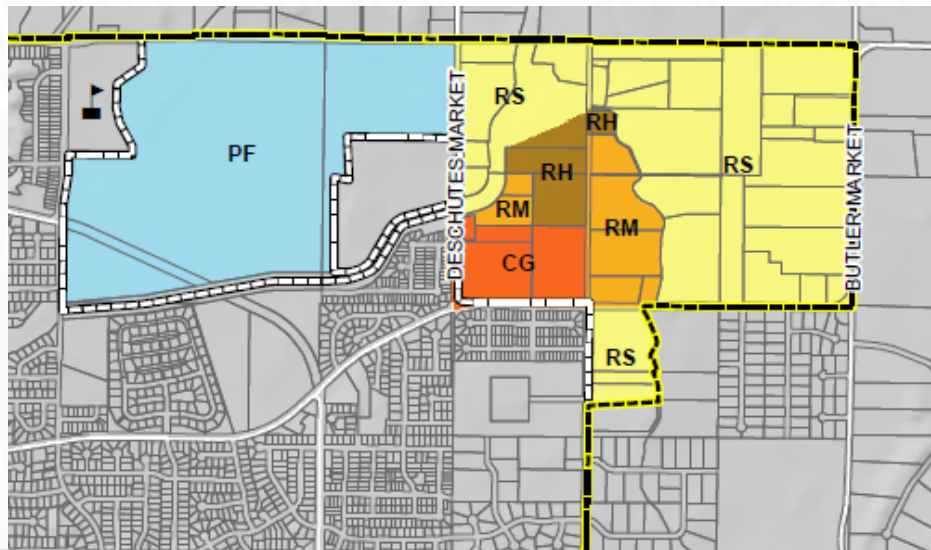 RS
RH
PF
RS
RH
RM
RM
CG
RS
DESCHUTES MARKET
BUTLER MARKET